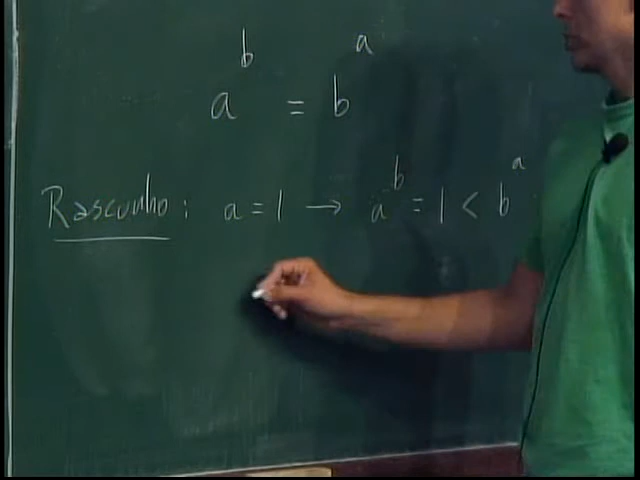 a^b = b^a
Rascunho: a = 1 → a^b = 1 < b^a